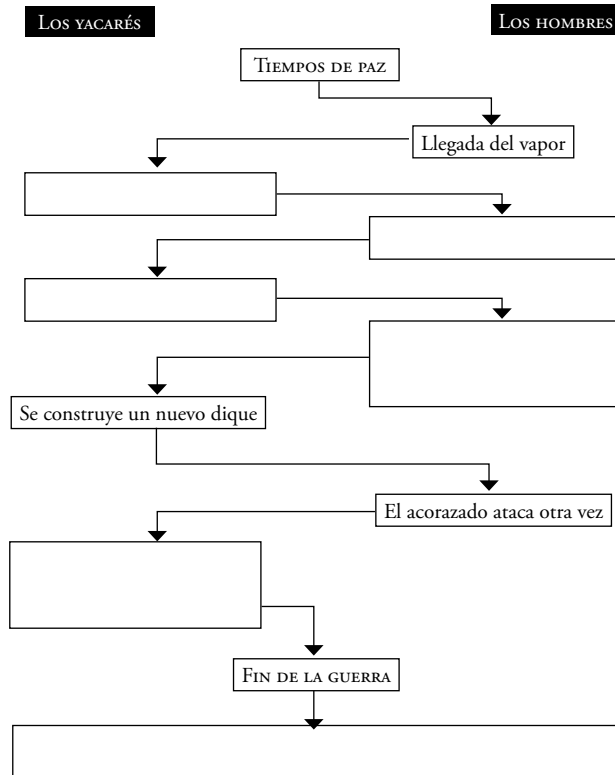 Los yacarés
Los hombres
Tiempos de paz
Llegada del vapor
Se construye un nuevo dique
El acorazado ataca otra vez
Fin de la guerra